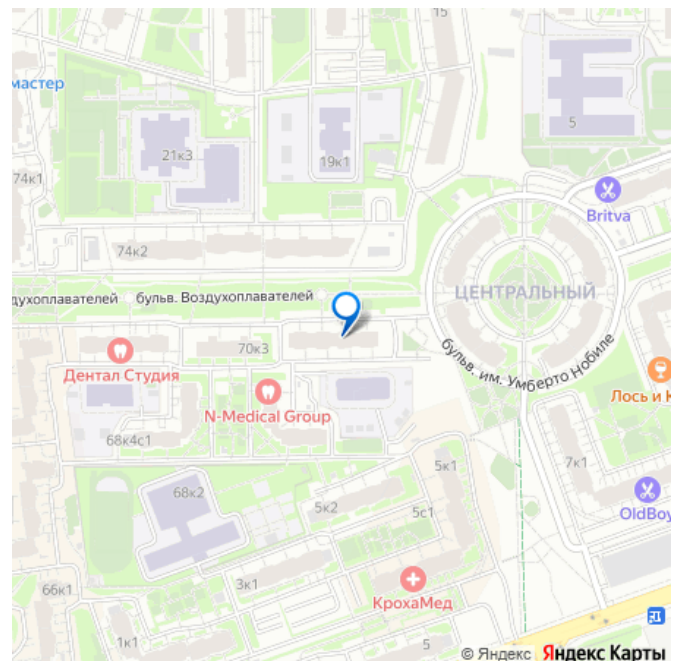 15
мастер
5
21к3
19к1
74к1
Britva
74к2
ЦЕНТРАЛЬНЫЙ
духоплавателей
бульв. Воздухоплавателей
70к3
бульв. им. Умберто Нобиле
Дентал Студия
Лось и К
N-Medical Group
68к4с1
5к1
7к1
68к2
5к2
5с1
OldBoy
3к1
66к1
КрохаМед
1к1
5
© Яндекс Яндекс Карты